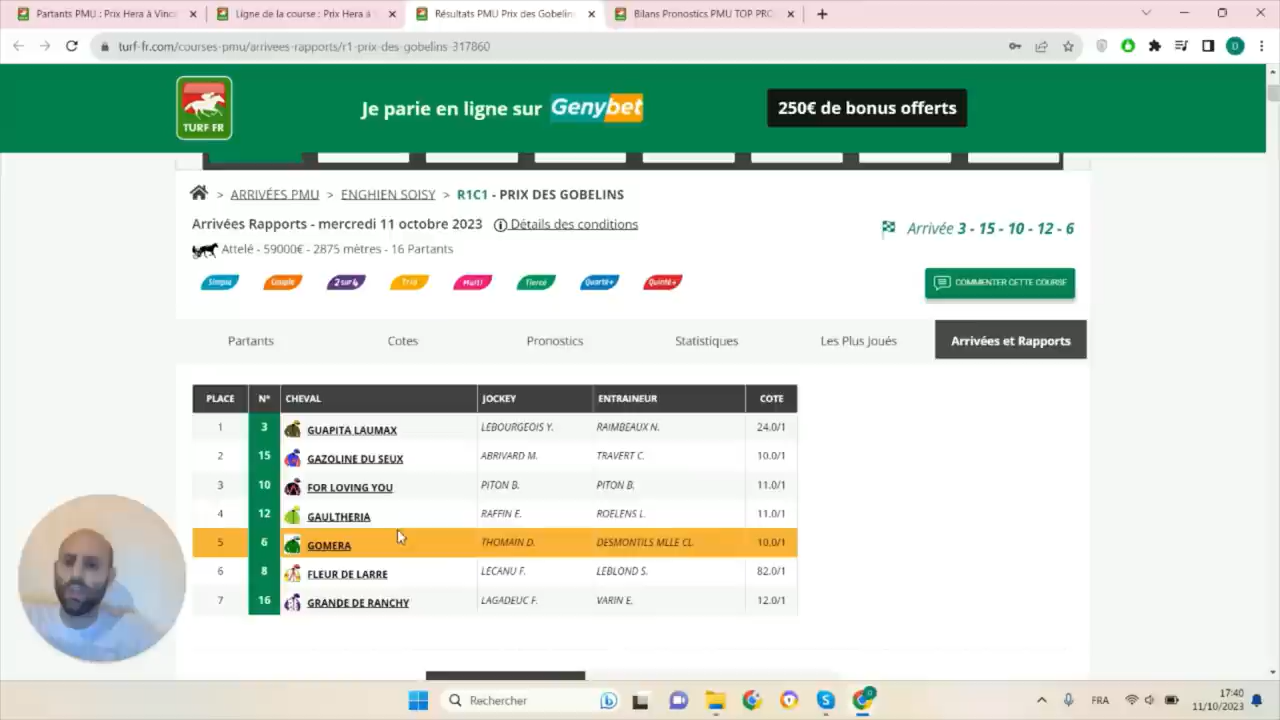 Partants PMU : Prix Hera à Vinca
Ligne de la course : Prix Hera à
Résultats PMU Prix des Gobelin
Bilans Pronostics PMU TOP PRO
turf-fr.com/courses-pmu/arrivees-rapports/r1-prix-des-gobelins-317860
D
TURF FR
Je parie en ligne sur Genybet
250€ de bonus offerts
> ARRIVÉES PMU > ENGHIEN SOISY > R1C1 - PRIX DES GOBELINS
Arrivées Rapports - mercredi 11 octobre 2023 Détails des conditions
Arrivée 3 - 15 - 10 - 12 - 6
Attelé - 59000€ - 2875 mètres - 16 Partants
Simple Couplé 2 sur 4 Trio Multi Tiercé Quarté+ Quinté+
COMMENTER CETTE COURSE
Partants Cotes Pronostics Statistiques Les Plus Joués Arrivées et Rapports
PLACE N° CHEVAL JOCKEY ENTRAINEUR COTE
1 3 GUAPITA LAUMAX LEBOURGEOIS Y. RAIMBEAUX N. 24.0/1
2 15 GAZOLINE DU SEUX ABRIVARD M. TRAVERT C. 10.0/1
3 10 FOR LOVING YOU PITON B. PITON B. 11.0/1
4 12 GAULTHERIA RAFFIN E. ROELENS L. 11.0/1
5 6 GOMERA THOMAIN D. DESMONTILS MLLE CL. 10.0/1
6 8 FLEUR DE LARRE LECANU F. LEBLOND S. 82.0/1
7 16 GRANDE DE RANCHY LAGADEUC F. VARIN E. 12.0/1
Rechercher
FRA
17:40
11/10/2023